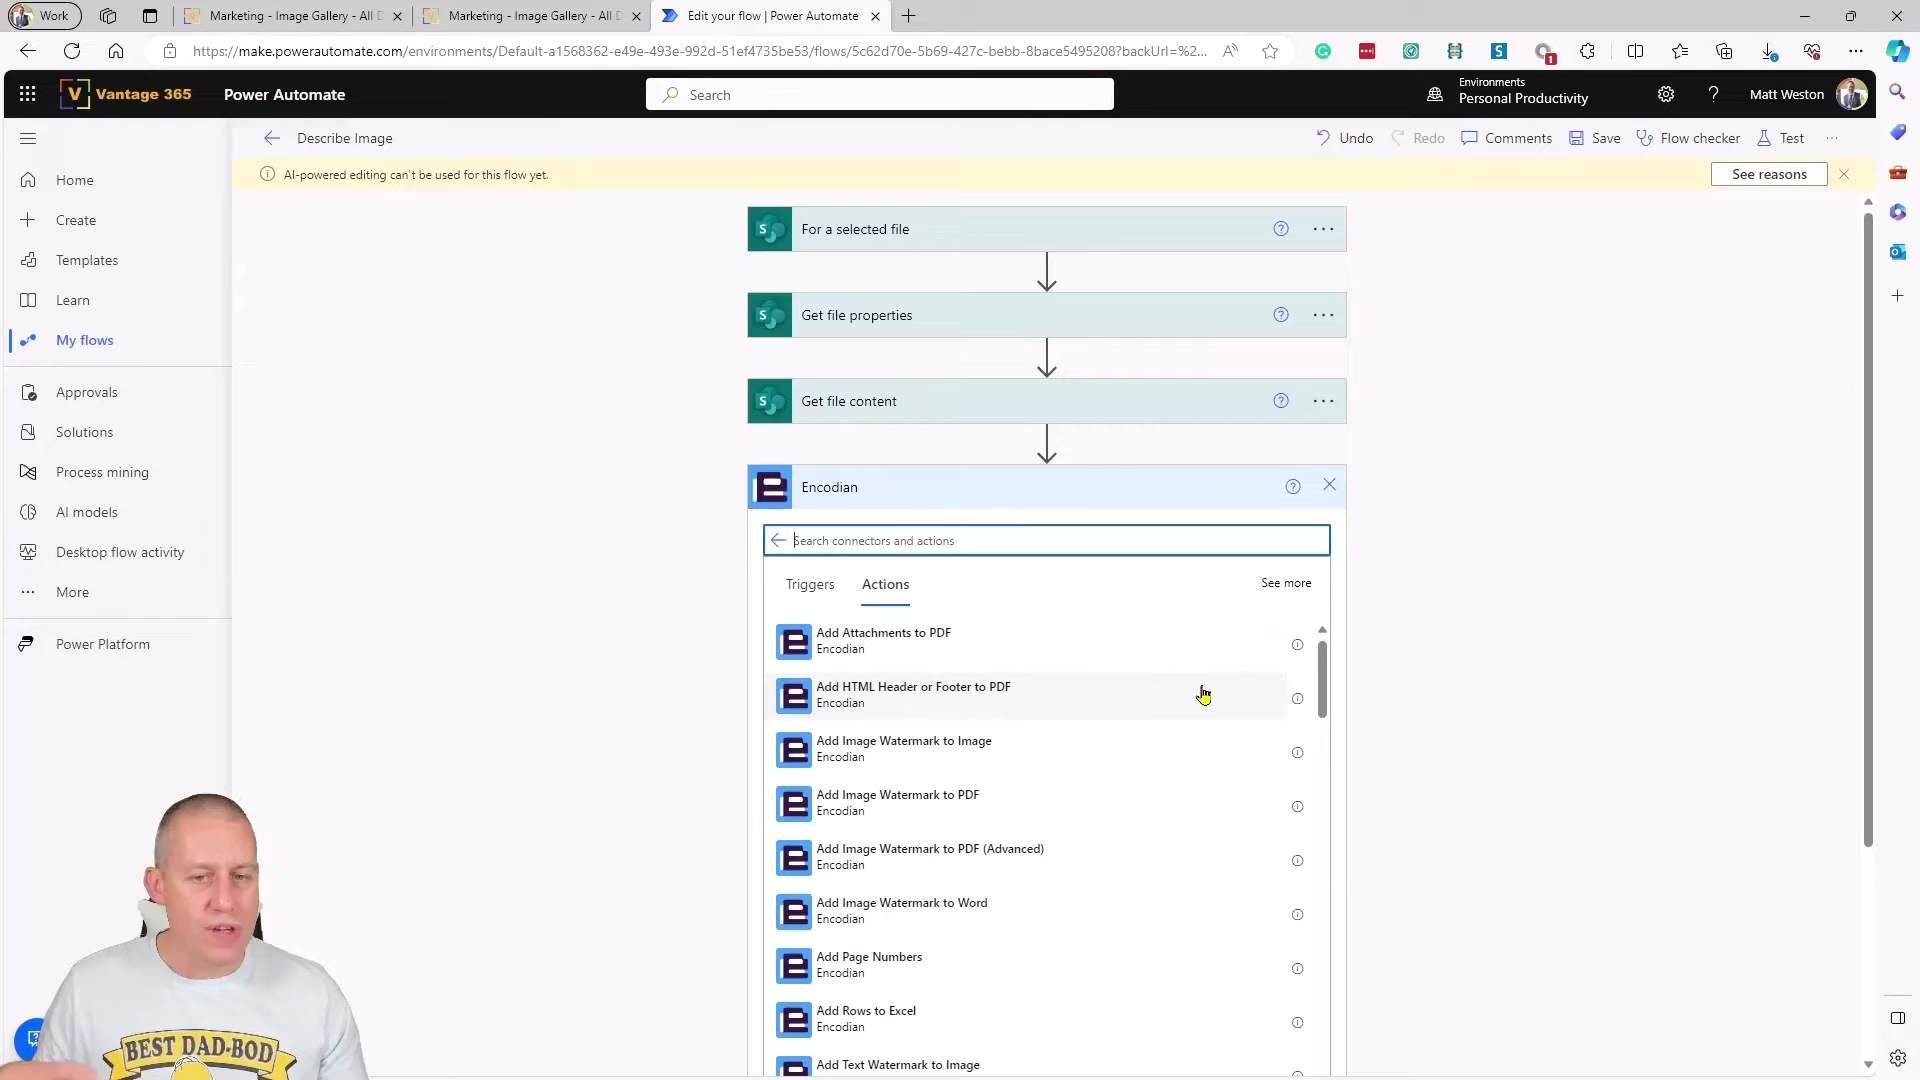 Work
Marketing - Image Gallery - All D
Marketing - Image Gallery - All D
Edit your flow | Power Automate
https://make.powerautomate.com/environments/Default-a1568362-e49e-493e-992d-51ef4735be53/flows/5c62d70e-5b69-427c-bebb-8bace5495208?backUrl=%2...
1
V Vantage 365
Power Automate
Search
Environments
Personal Productivity
Matt Weston
Describe Image
Undo
Redo
Comments
Save
Flow checker
Test
AI-powered editing can't be used for this flow yet.
See reasons
Home
Create
Templates
Learn
My flows
Approvals
Solutions
Process mining
AI models
Desktop flow activity
More
Power Platform
For a selected file
Get file properties
Get file content
Encodian
Search connectors and actions
Triggers
Actions
See more
Add Attachments to PDF
Encodian
Add HTML Header or Footer to PDF
Encodian
Add Image Watermark to Image
Encodian
Add Image Watermark to PDF
Encodian
Add Image Watermark to PDF (Advanced)
Encodian
Add Image Watermark to Word
Encodian
Add Page Numbers
Encodian
Add Rows to Excel
Encodian
Add Text Watermark to Image
BEST DAD-BOD